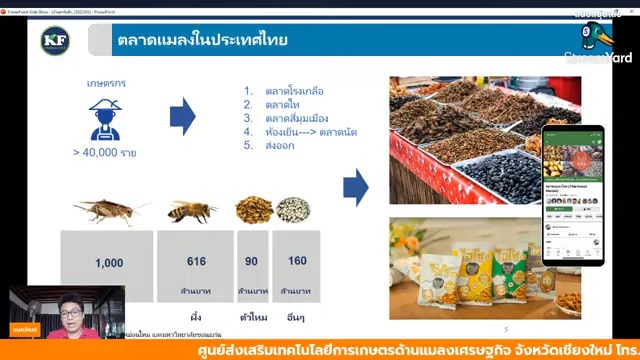 KF
ตลาดแมลงในประเทศไทย
StreamYard
เกษตรกร
> 40,000 ราย
1. ตลาดโรงเกลือ
2. ตลาดไท
3. ตลาดสี่มุมเมือง
4. ห้องเย็น---> ตลาดนัด
5. ส่งออก
1,000
616
ล้านบาท
90
ล้านบาท
160
ล้านบาท
ผึ้ง
ตัวไหม
อื่นๆ
5
ศูนย์ส่งเสริมเทคโนโลยีการเกษตรด้านแมลงเศรษฐกิจ จังหวัดเชียงใหม่ โทร.